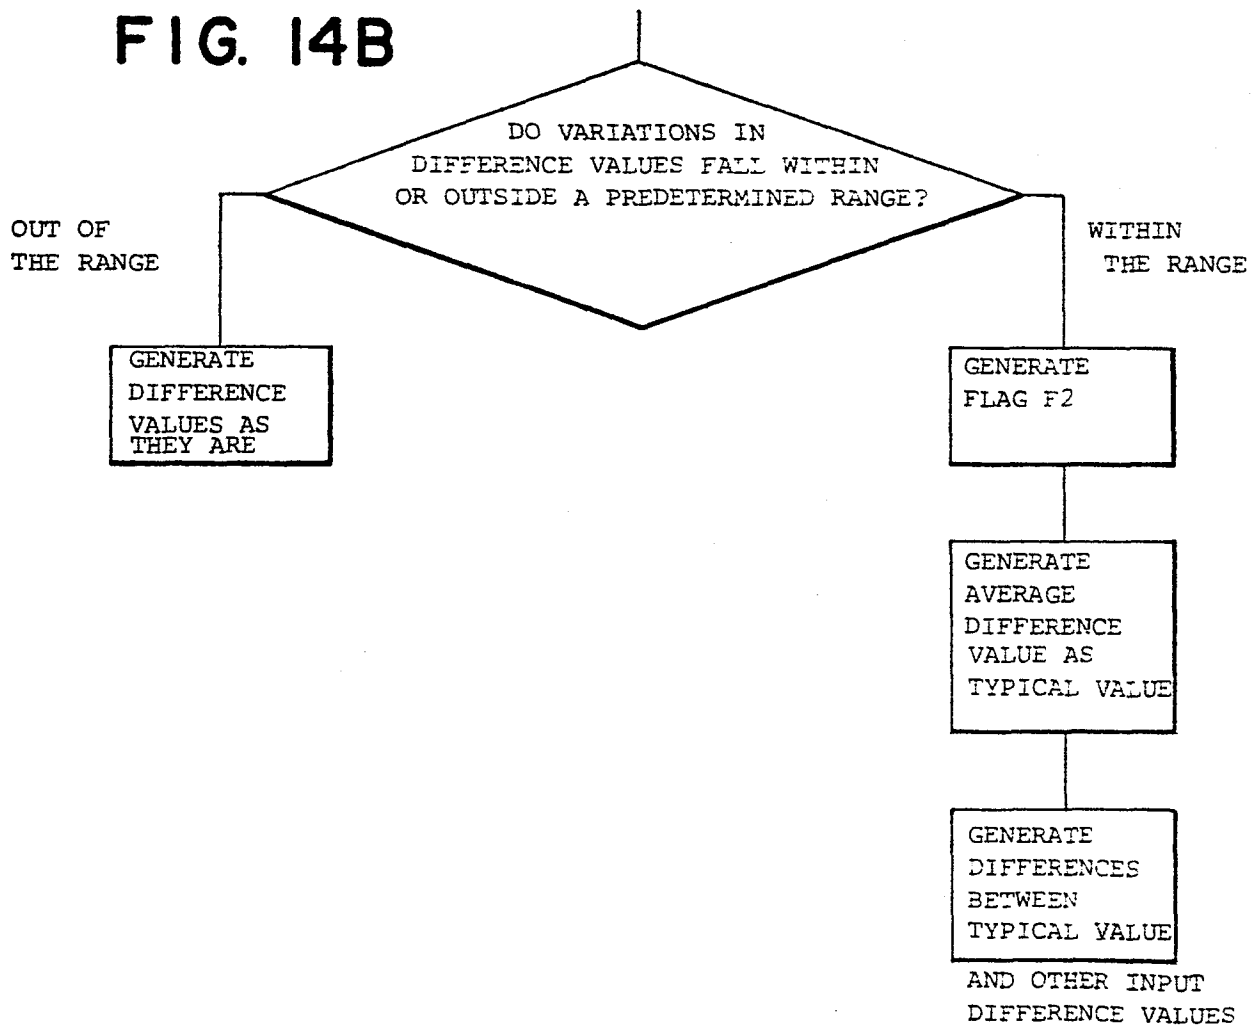 FIG. 14B
DO VARIATIONS IN
DIFFERENCE VALUES FALL WITHIN
OR OUTSIDE A PREDETERMINED RANGE?
OUT OF
THE RANGE
WITHIN
THE RANGE
GENERATE
DIFFERENCE
VALUES AS
THEY ARE
GENERATE
FLAG F2
GENERATE
AVERAGE
DIFFERENCE
VALUE AS
TYPICAL VALUE
GENERATE
DIFFERENCES
BETWEEN
TYPICAL VALUE
AND OTHER INPUT
DIFFERENCE VALUES